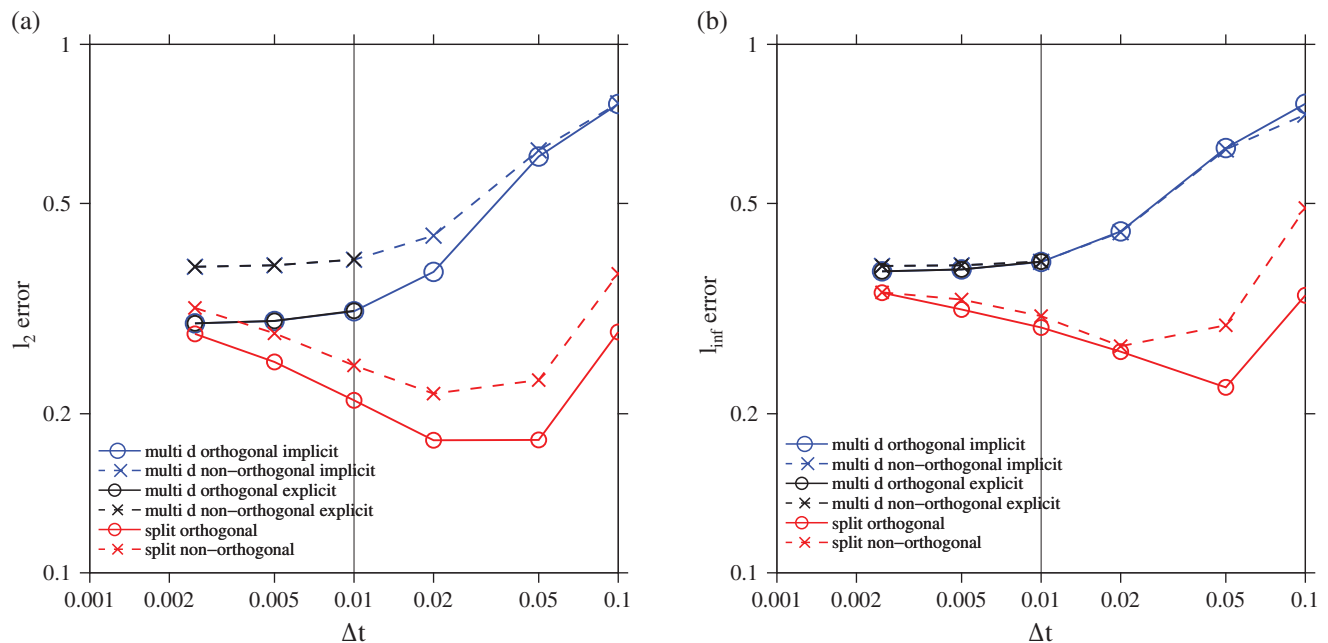 (a)
1
0.5
0.2
0.1
l2 error
multi d orthogonal implicit
multi d non−orthogonal implicit
multi d orthogonal explicit
multi d non−orthogonal explicit
split orthogonal
split non−orthogonal
0.001 0.002 0.005 0.01 0.02 0.05 0.1
Δt
(b)
1
0.5
0.2
0.1
linf error
multi d orthogonal implicit
multi d non−orthogonal implicit
multi d orthogonal explicit
multi d non−orthogonal explicit
split orthogonal
split non−orthogonal
0.001 0.002 0.005 0.01 0.02 0.05 0.1
Δt